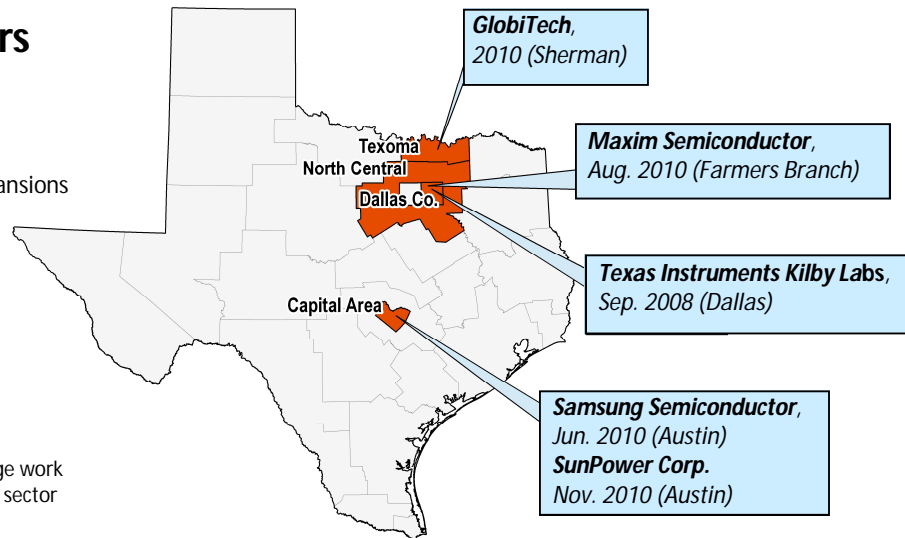 rs
GlobiTech,
2010 (Sherman)
Texoma
North Central
Maxim Semiconductor,
Aug. 2010 (Farmers Branch)
ansions
Dallas Co.
Texas Instruments Kilby Labs,
Sep. 2008 (Dallas)
Capital Area
Samsung Semiconductor,
Jun. 2010 (Austin)
SunPower Corp.
Nov. 2010 (Austin)
ge work
sector